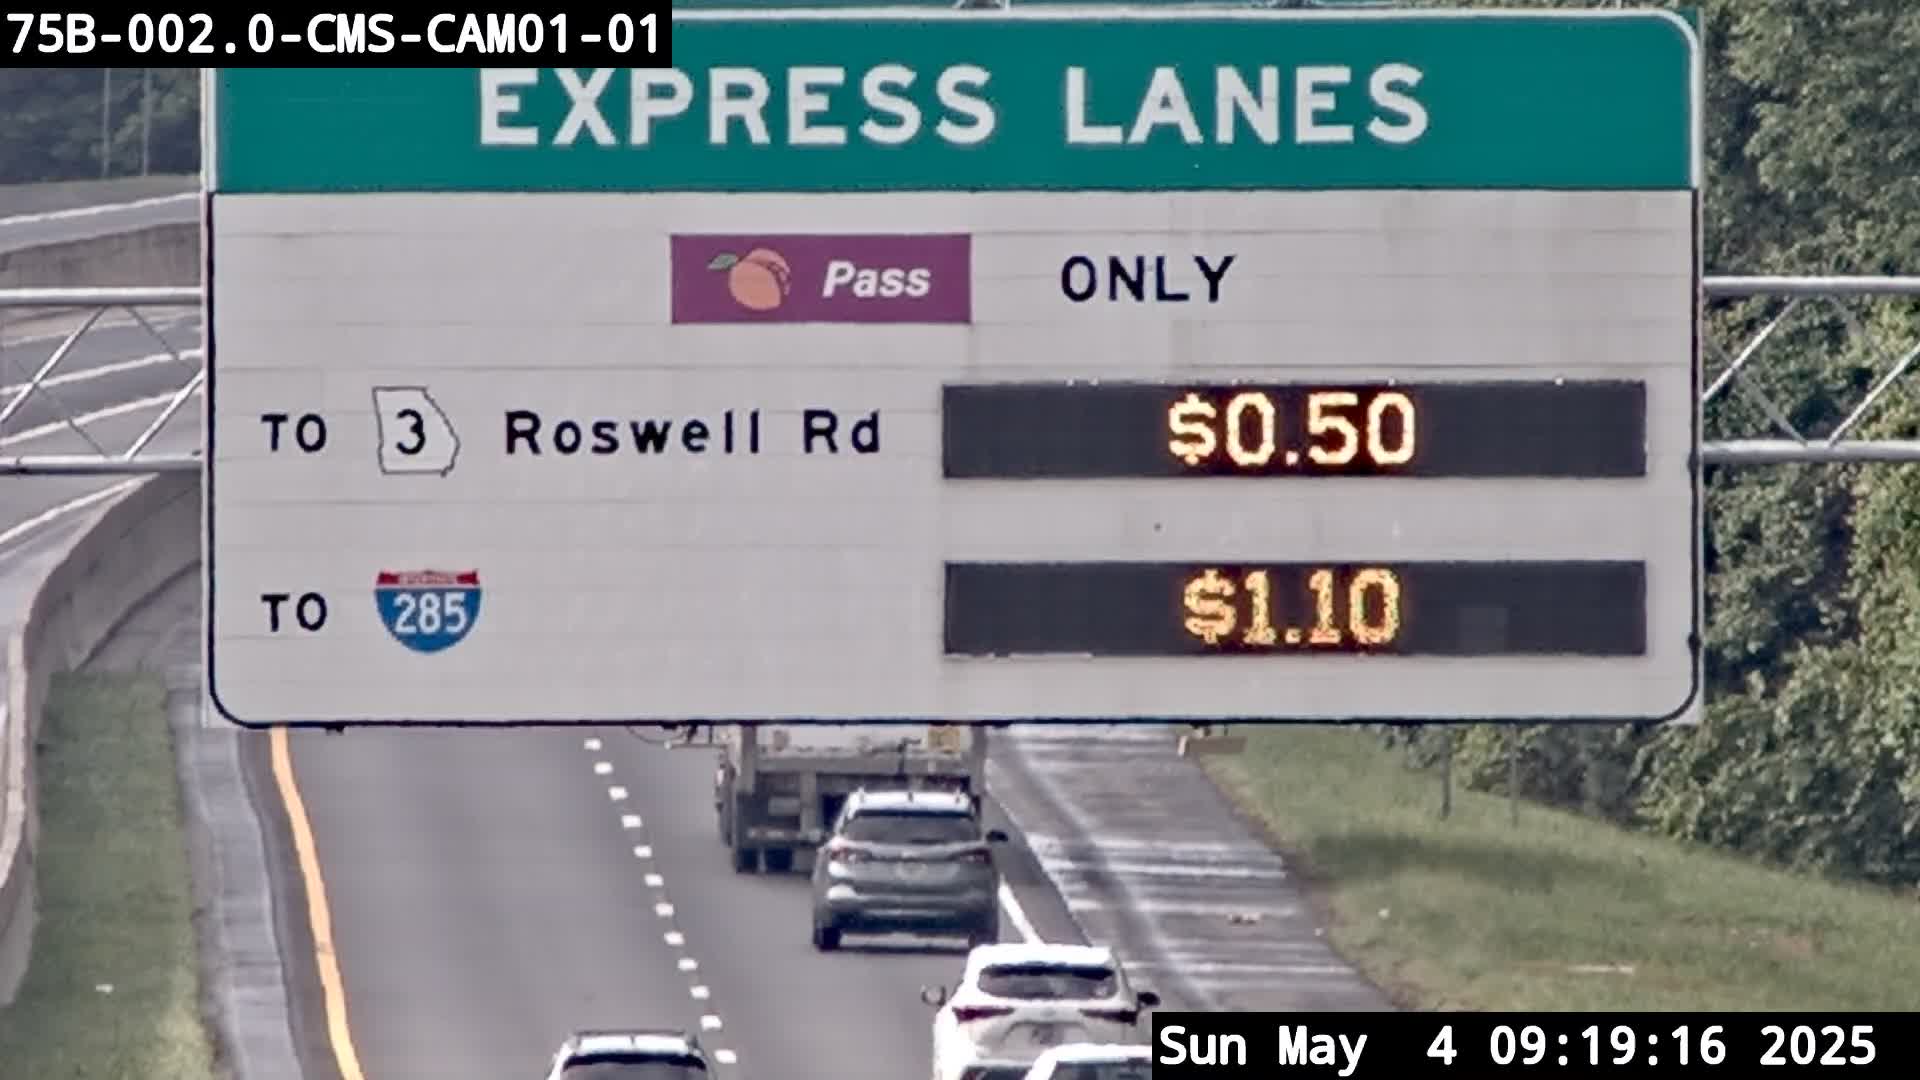 75B-002.0-CMS-CAM01-01
EXPRESS LANES
Pass ONLY
TO 3 Roswell Rd $0.50
TO 285 $1.10
Sun May 4 09:19:16 2025